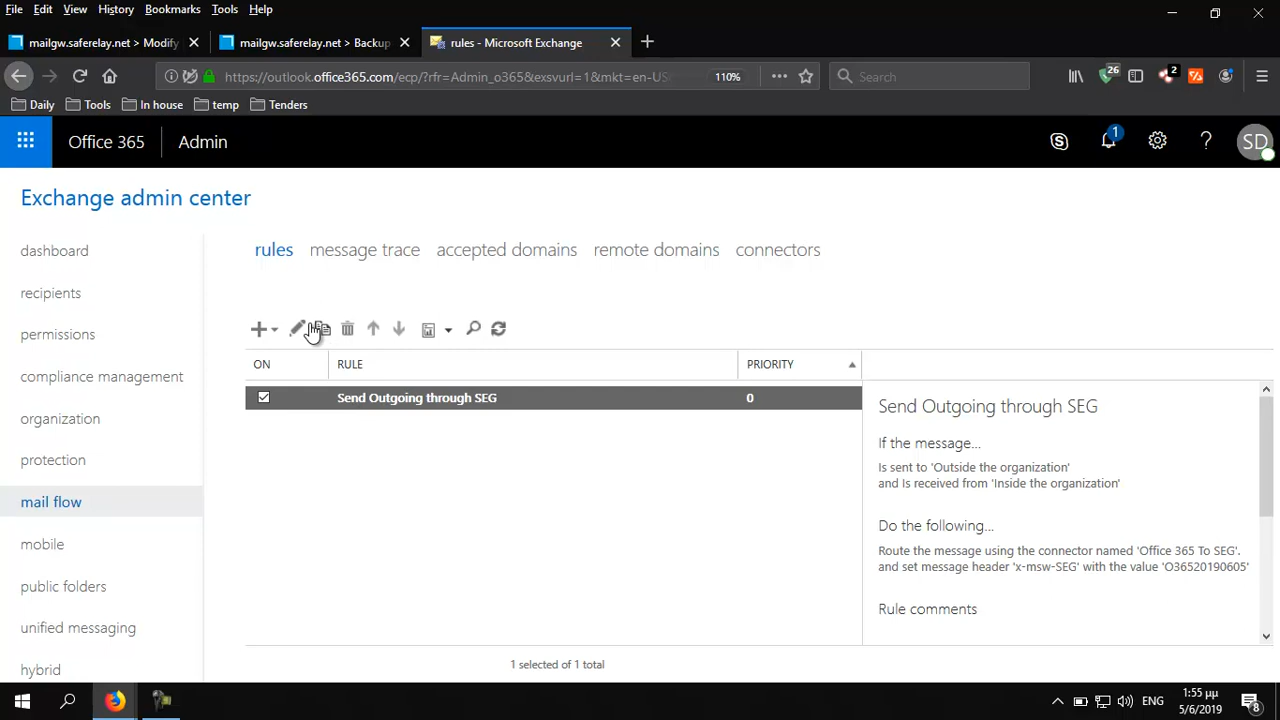 File Edit View History Bookmarks Tools Help
mailgw.saferelay.net > Modify
mailgw.saferelay.net > Backup
rules - Microsoft Exchange
https://outlook.office365.com/ecp/?rfr=Admin_o365&exsvurl=1&mkt=en-US
110%
Search
26
2
Daily Tools In house temp Tenders
Office 365 Admin
1
SD
Exchange admin center
dashboard
recipients
permissions
compliance management
organization
protection
mail flow
mobile
public folders
unified messaging
hybrid
rules message trace accepted domains remote domains connectors
ON RULE PRIORITY
Send Outgoing through SEG 0
1 selected of 1 total
Send Outgoing through SEG
If the message...
Is sent to 'Outside the organization'
and Is received from 'Inside the organization'
Do the following...
Route the message using the connector named 'Office 365 To SEG'.
and set message header 'x-msw-SEG' with the value 'O36520190605'
Rule comments
ENG
1:55 μμ
5/6/2019
8